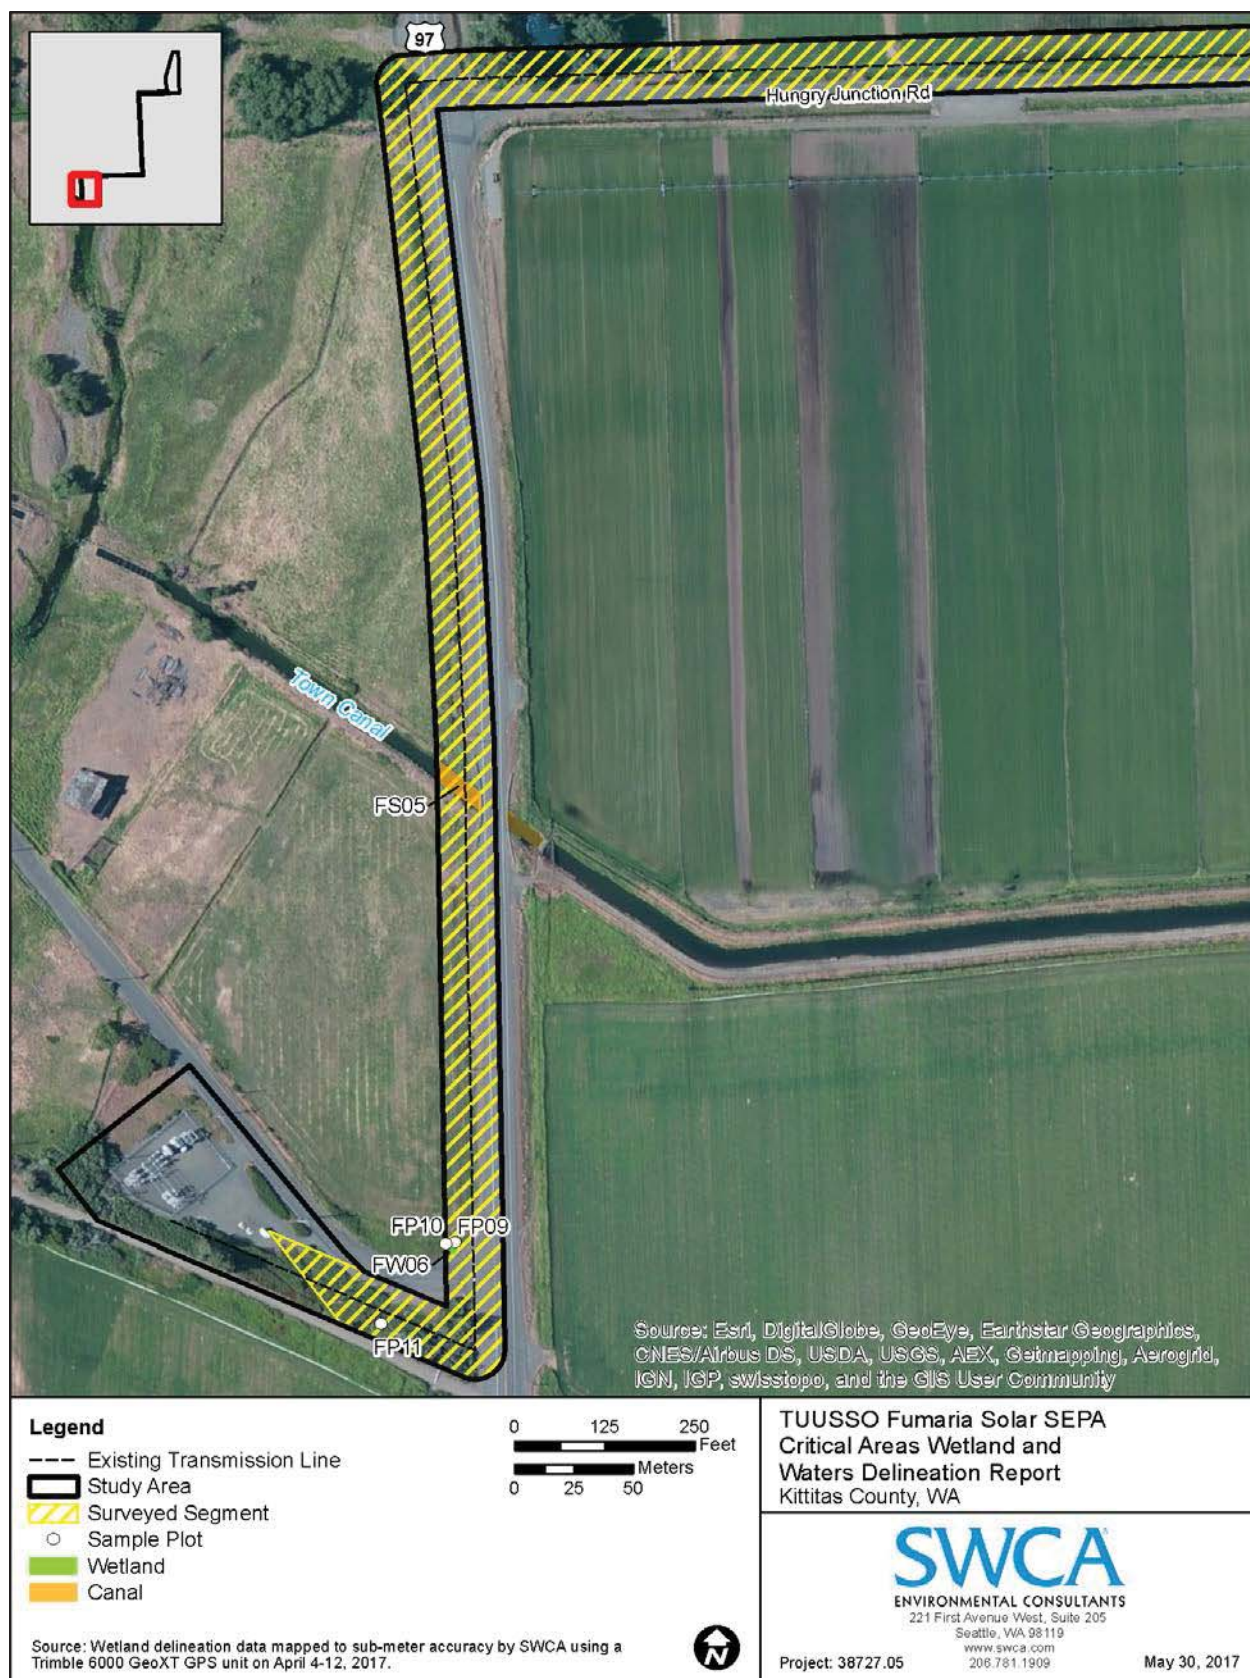 97
Hungry Junction Rd
Town Canal
FS05
FP10
FP09
FW06
FP11
Source: Esri, DigitalGlobe, GeoEye, Earthstar Geographics,
CNES/Airbus DS, USDA, USGS, AEX, Getmapping, Aerogrid,
IGN, IGP, swisstopo, and the GIS User Community
Legend
Existing Transmission Line
Study Area
Surveyed Segment
Sample Plot
Wetland
Canal
0 125 250
Feet
Meters
0 25 50
Source: Wetland delineation data mapped to sub-meter accuracy by SWCA using a
Trimble 6000 GeoXT GPS unit on April 4-12, 2017.
N
TUUSSO Fumaria Solar SEPA
Critical Areas Wetland and
Waters Delineation Report
Kittitas County, WA
SWCA
ENVIRONMENTAL CONSULTANTS
221 First Avenue West, Suite 205
Seattle, WA 98119
www.swca.com
206.781.1909
Project: 38727.05
May 30, 2017